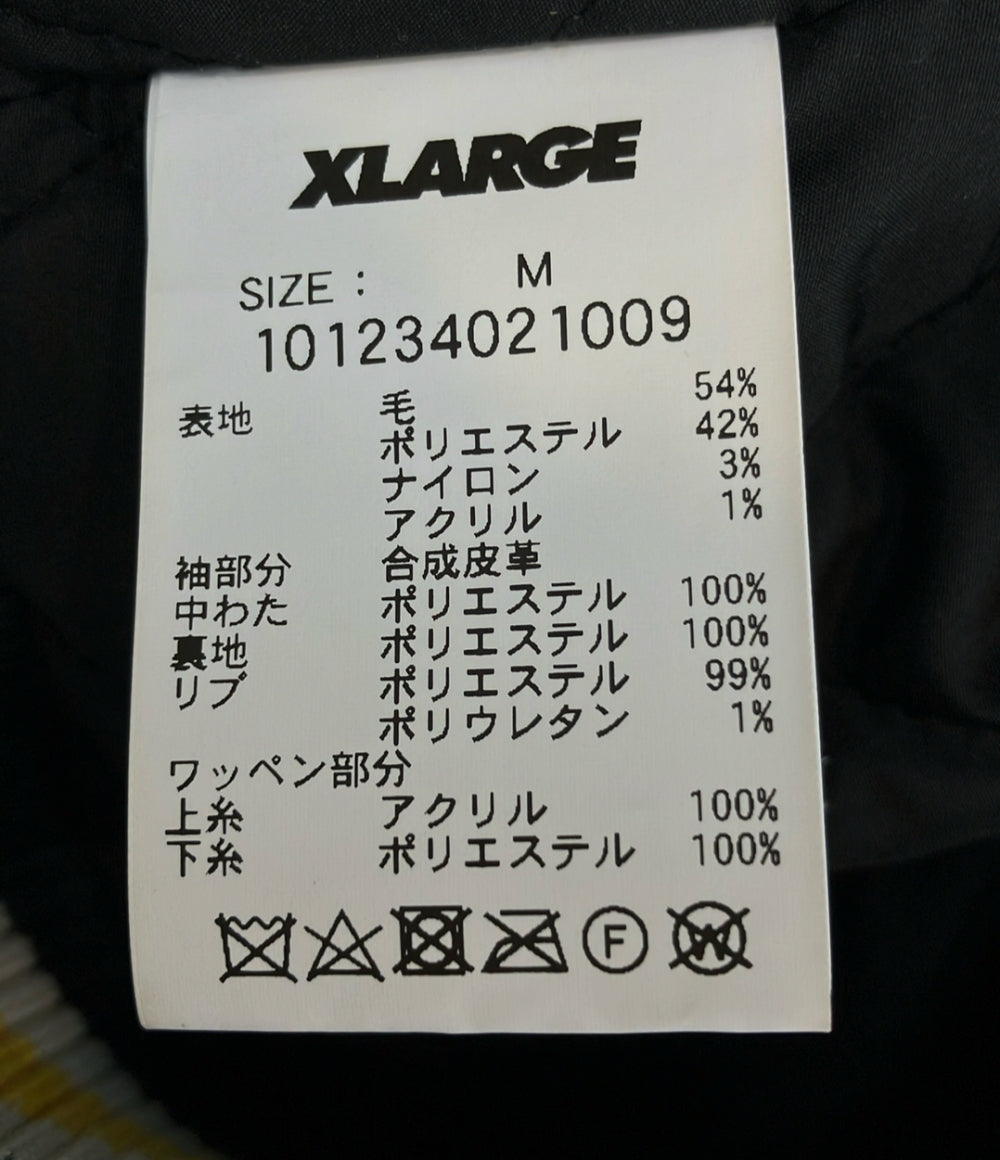 XLARGE
SIZE : M
101234021009
表地 毛 54%
ポリエステル 42%
ナイロン 3%
アクリル 1%
袖部分 合成皮革
中わた ポリエステル 100%
裏地 ポリエステル 100%
リブ ポリエステル 99%
ポリウレタン 1%
ワッペン部分
上糸 アクリル 100%
下糸 ポリエステル 100%
F W